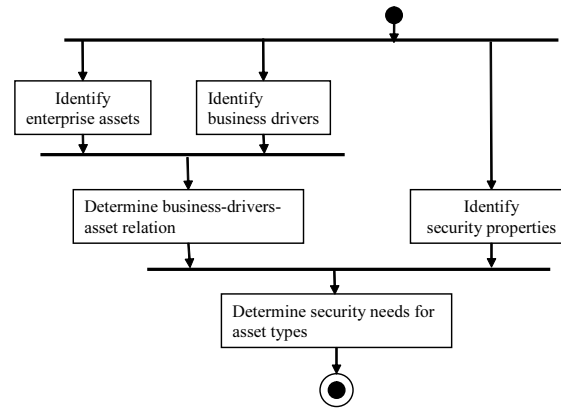 Identify
enterprise assets
Identify
business drivers
Determine business-drivers-
asset relation
Identify
security properties
Determine security needs for
asset types